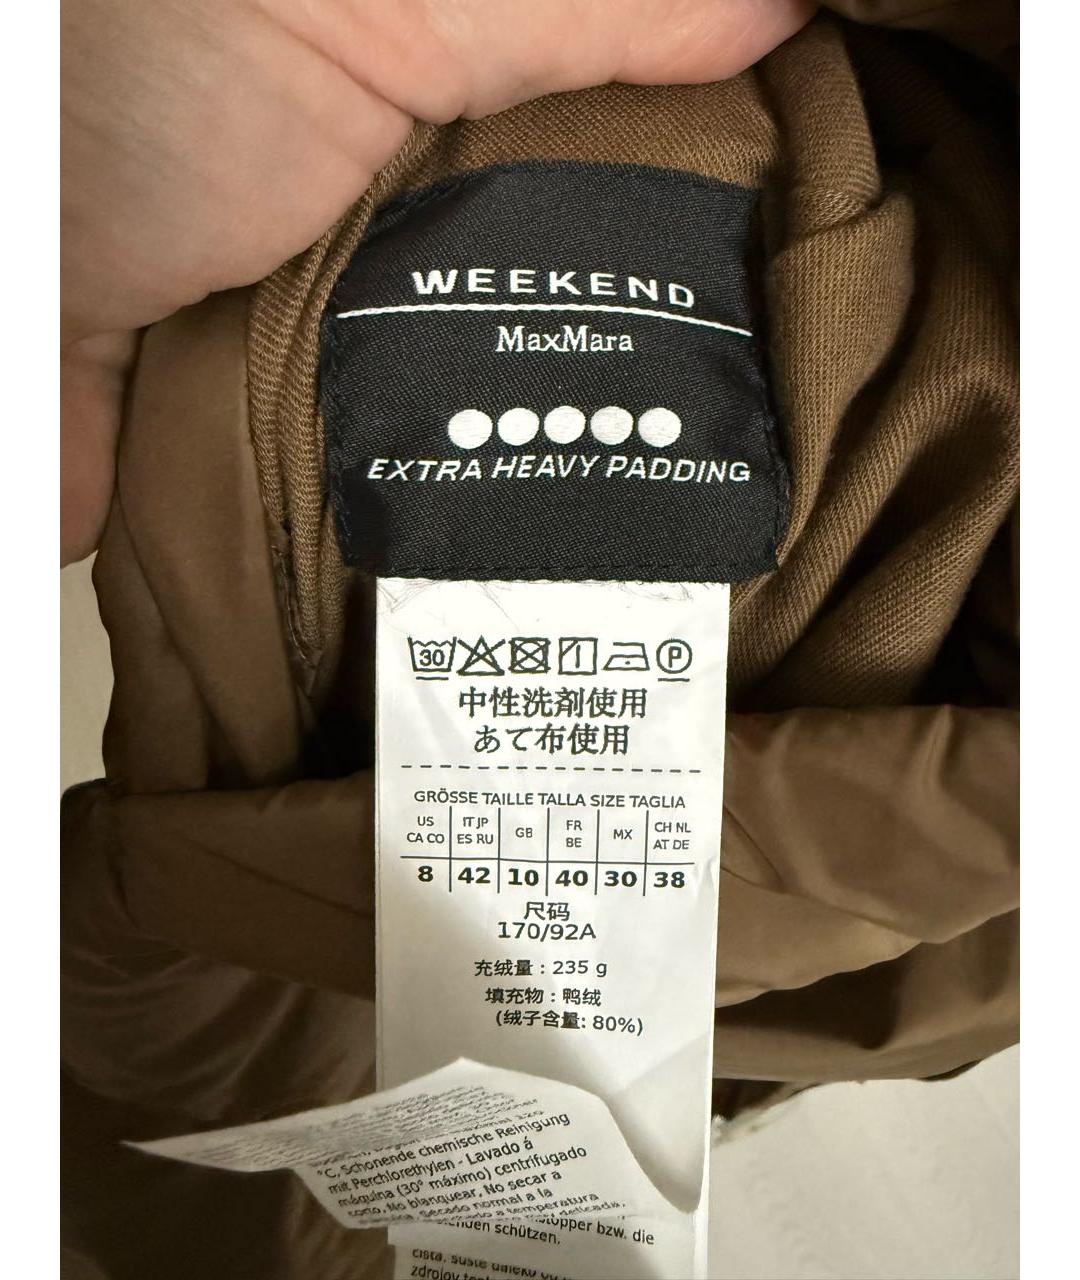 WEEKEND
MaxMara
EXTRA HEAVY PADDING
30 P
中性洗剤使用
あて布使用
GRÖSSE TAILLE TALLA SIZE TAGLIA
US CA CO IT JP ES RU GB FR BE MX CH NL AT DE
8 42 10 40 30 38
尺码
170/92A
充绒量 : 235 g
填充物 : 鸭绒
(绒子含量: 80%)
°C, Schonende chemische Reinigung
mit Perchlorethylen - Lavado á
máquina (30° máximo) centrifugado
corto, No blanquear, No secar a
stopper bzw. die
schützen.